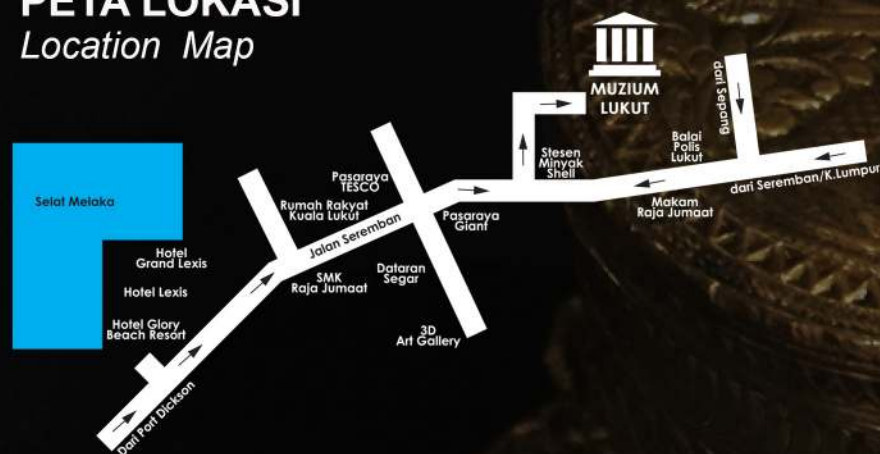 PETA LOKASI
Location Map
MUZIUM
LUKUT
dari Sepang
Balai
Polis
Lukut
Stesen
Minyak
Shell
dari Seremban/K.Lumpur
Makam
Raja Jumaat
Pasaraya
TESCO
Rumah Rakyat
Kuala Lukut
Pasaraya
Giant
Jalan Seremban
Selat Melaka
Hotel
Grand Lexis
SMK
Raja Jumaat
Dataran
Segar
Hotel Lexis
Hotel Glory
Beach Resort
3D
Art Gallery
Dari Port Dickson